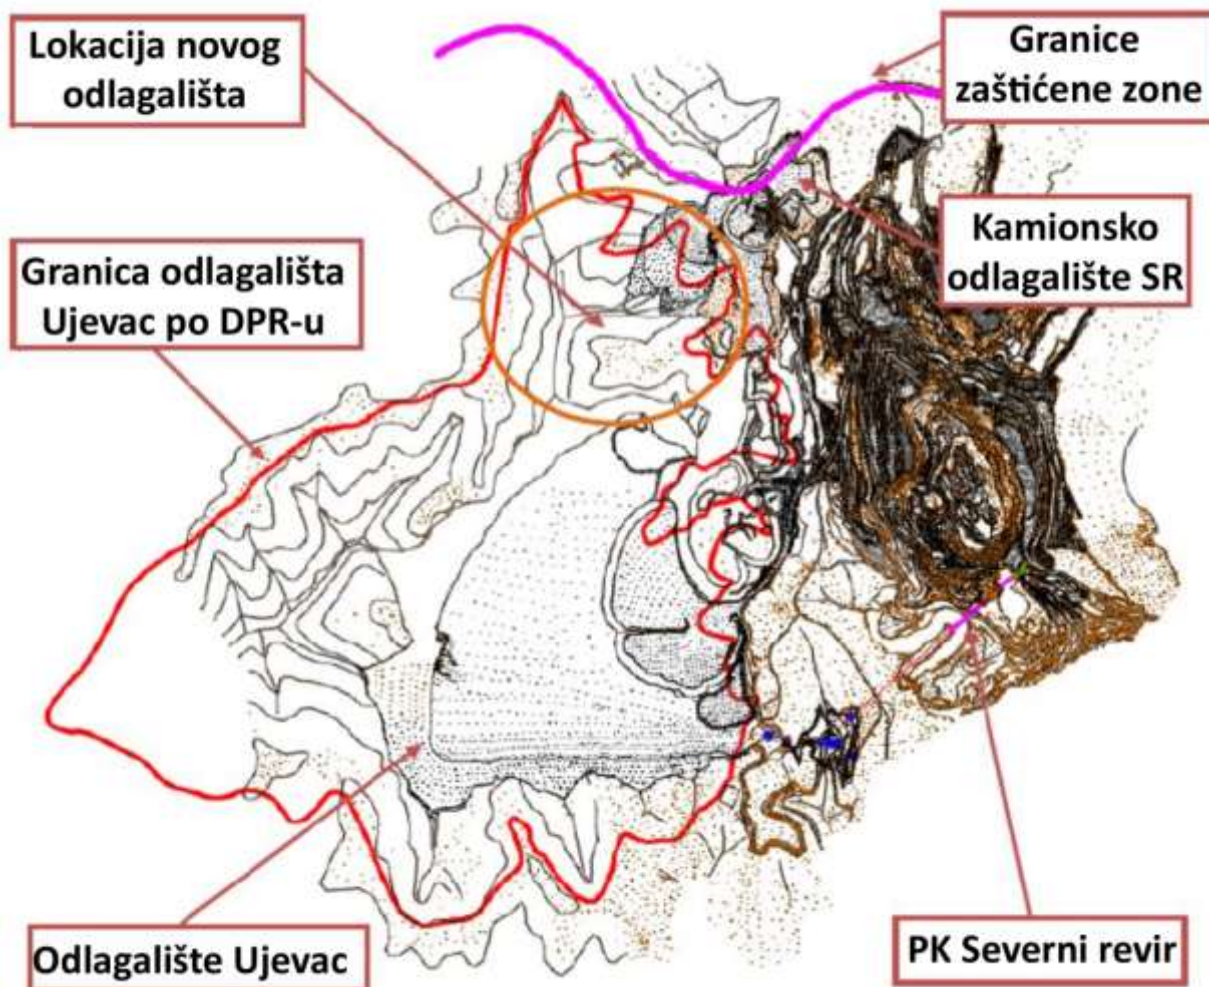 Lokacija novog
odlagališta
Granice
zaštićene zone
Kamionsko
odlagalište SR
Granica odlagališta
Ujevac po DPR-u
Odlagalište Ujevac
PK Severni revir